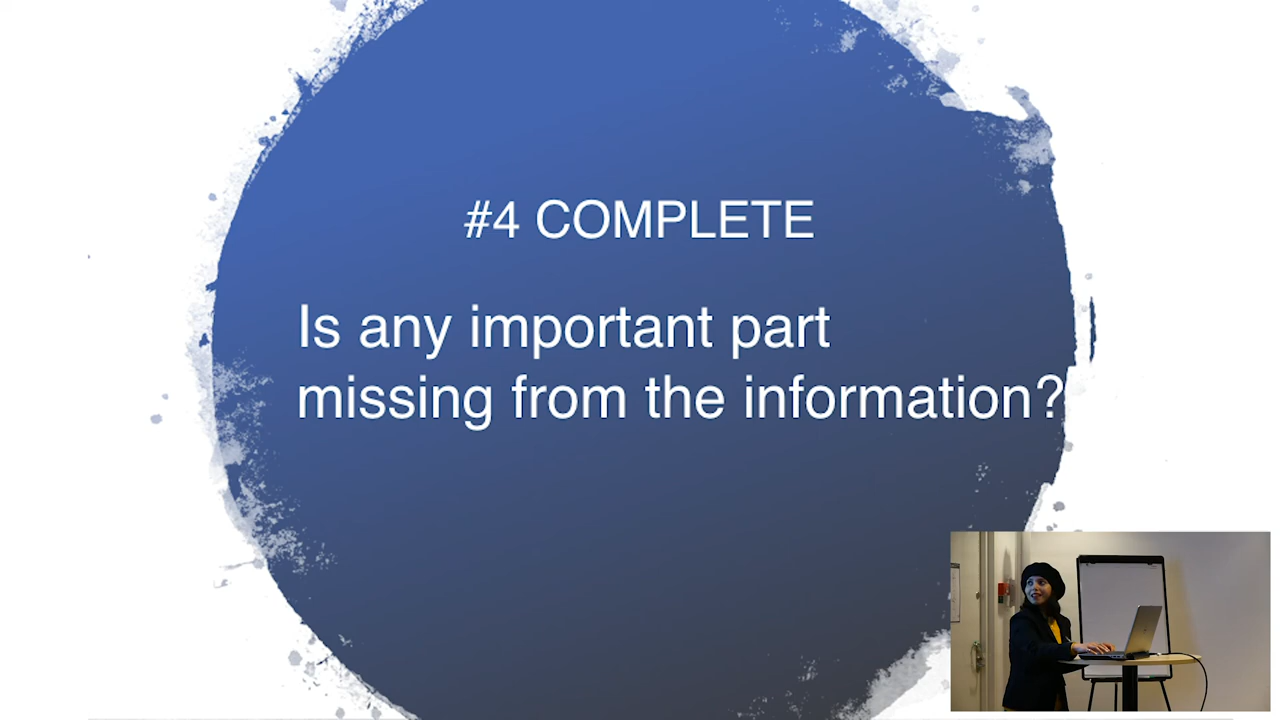 #4 COMPLETE
Is any important part
missing from the information?